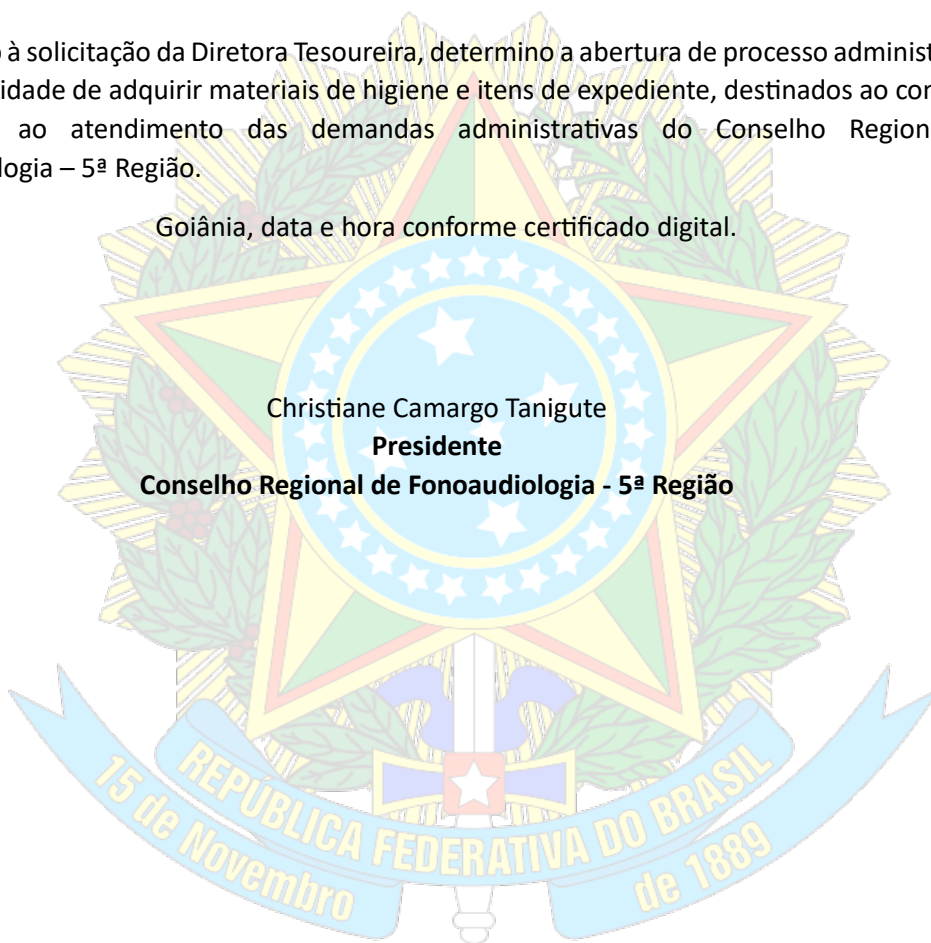 à solicitação da Diretora Tesoureira, determino a abertura de processo administ
idade de adquirir materiais de higiene e itens de expediente, destinados ao con
ao atendimento das demandas administrativas do Conselho Region
logia – 5ª Região.
Goiânia, data e hora conforme certificado digital.
Christiane Camargo Tanigute
Presidente
Conselho Regional de Fonoaudiologia - 5ª Região
REPÚBLICA FEDERATIVA DO BRASIL
15 de Novembro
de 1889